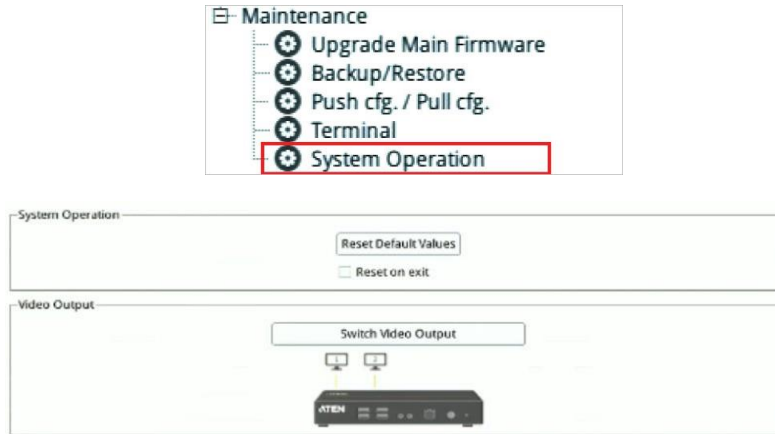 Maintenance
Upgrade Main Firmware
Backup/Restore
Push cfg. / Pull cfg.
Terminal
System Operation
System Operation
Reset Default Values
Reset on exit
Video Output
Switch Video Output
1 2
ATEN